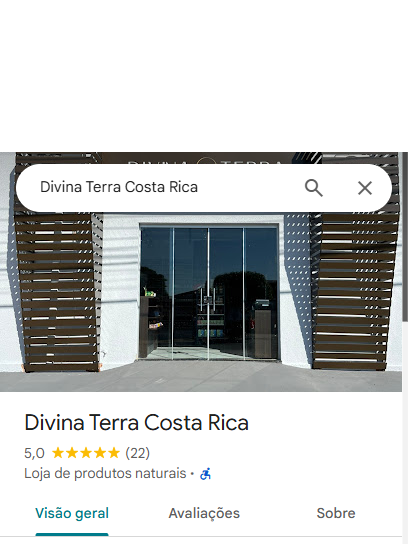 DIVINA TERRA
Divina Terra Costa Rica
Divina Terra Costa Rica
5,0 ★★★★★ (22)
Loja de produtos naturais ·
Visão geral Avaliações Sobre